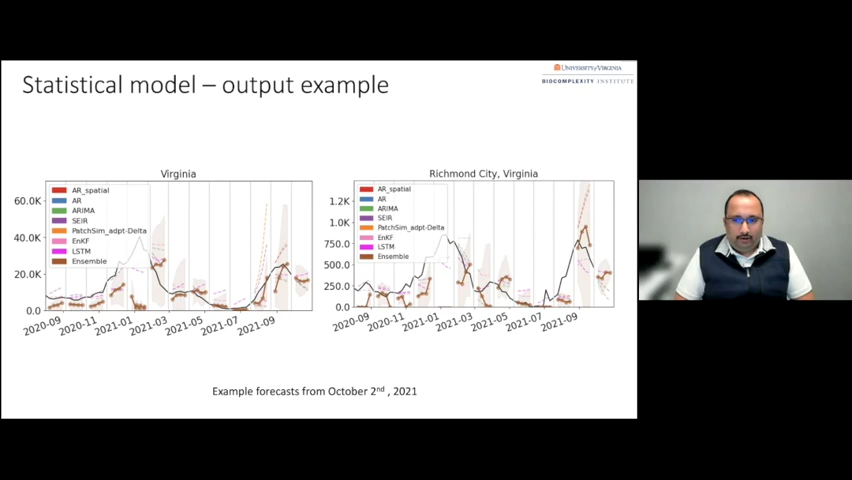 UNIVERSITY of VIRGINIA
BIOCOMPLEXITY INSTITUTE
Statistical model – output example
Virginia
AR_spatial
AR
ARIMA
SEIR
PatchSim_adpt-Delta
EnKF
LSTM
Ensemble
60.0K
40.0K
20.0K
0.0
2020-09
2020-11
2021-01
2021-03
2021-05
2021-07
2021-09
Richmond City, Virginia
AR_spatial
AR
ARIMA
SEIR
PatchSim_adpt-Delta
EnKF
LSTM
Ensemble
1.2K
1.0K
750.0
500.0
250.0
0.0
2020-09
2020-11
2021-01
2021-03
2021-05
2021-07
2021-09
Example forecasts from October 2nd , 2021